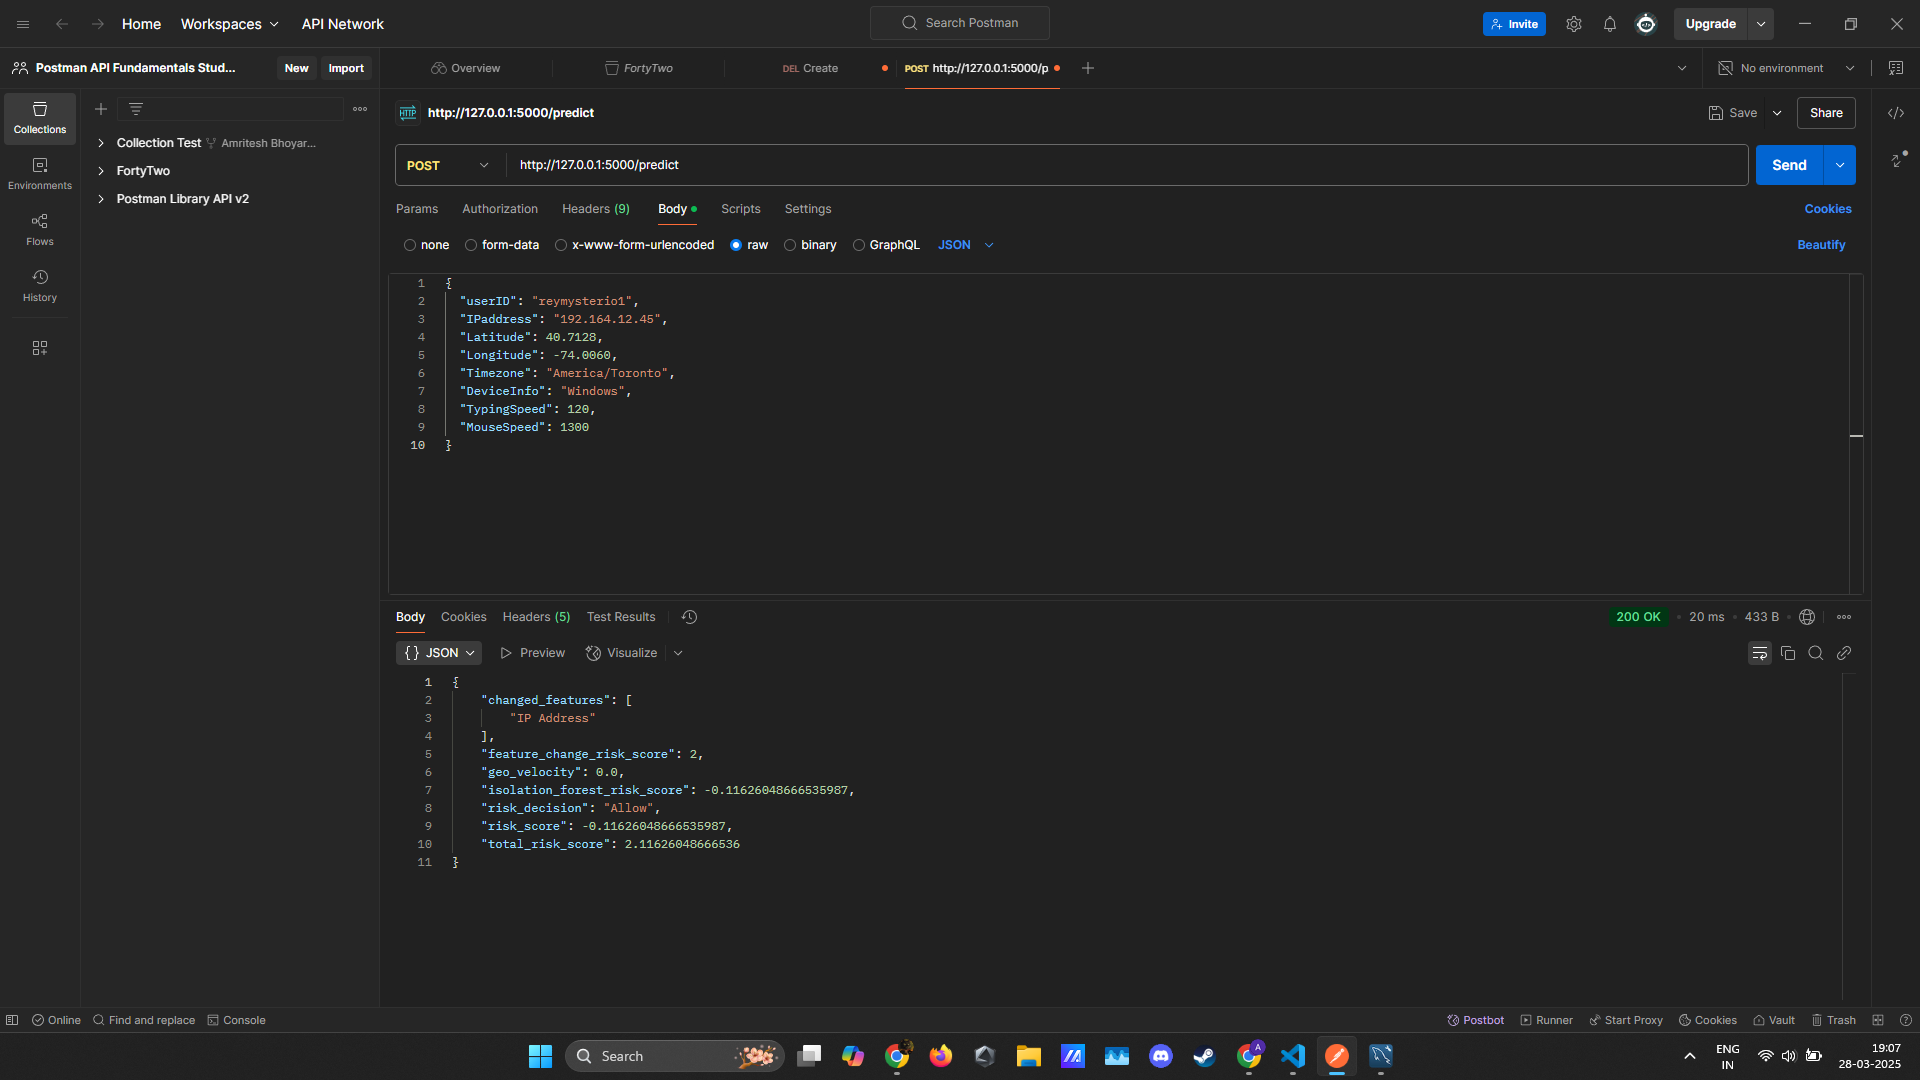 Home Workspaces API Network Search Postman Invite Upgrade
Postman API Fundamentals Stud... New Import Overview FortyTwo DEL Create POST http://127.0.0.1:5000/p No environment
Collections
Environments
Flows
History
Collection Test Amritesh Bhoyar...
FortyTwo
Postman Library API v2
HTTP http://127.0.0.1:5000/predict Save Share
POST http://127.0.0.1:5000/predict Send
Params Authorization Headers (9) Body Scripts Settings Cookies
none form-data x-www-form-urlencoded raw binary GraphQL JSON Beautify
1 {
2 "userID": "reymysterio1",
3 "IPaddress": "192.164.12.45",
4 "Latitude": 40.7128,
5 "Longitude": -74.0060,
6 "Timezone": "America/Toronto",
7 "DeviceInfo": "Windows",
8 "TypingSpeed": 120,
9 "MouseSpeed": 1300
10 }
Body Cookies Headers (5) Test Results 200 OK 20 ms 433 B
{} JSON Preview Visualize
1 {
2 "changed_features": [
3 "IP Address"
4 ],
5 "feature_change_risk_score": 2,
6 "geo_velocity": 0.0,
7 "isolation_forest_risk_score": -0.11626048666535987,
8 "risk_decision": "Allow",
9 "risk_score": -0.11626048666535987,
10 "total_risk_score": 2.11626048666536
11 }
Online Find and replace Console Postbot Runner Start Proxy Cookies Vault Trash
Search A ENG 19:07
IN 28-03-2025